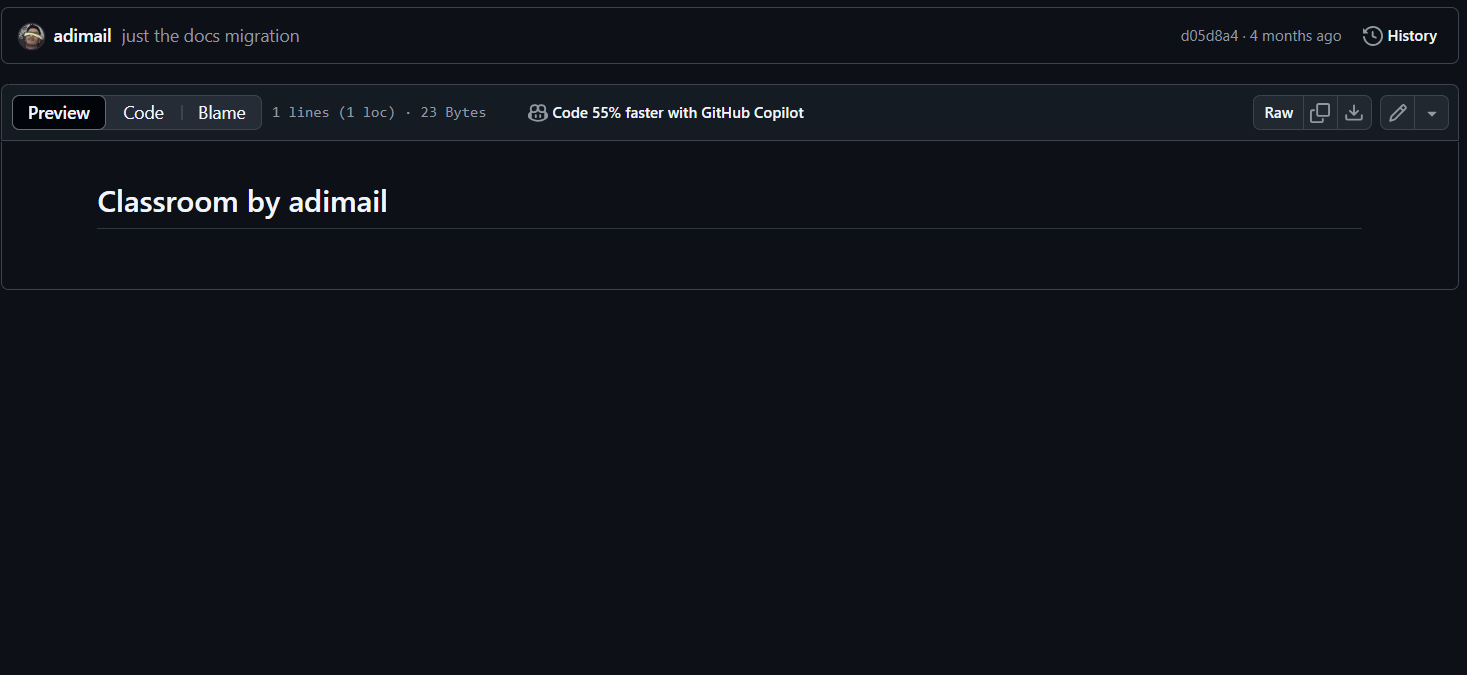 adimail just the docs migration d05d8a4 · 4 months ago History
Preview Code Blame 1 lines (1 loc) · 23 Bytes Code 55% faster with GitHub Copilot Raw
Classroom by adimail